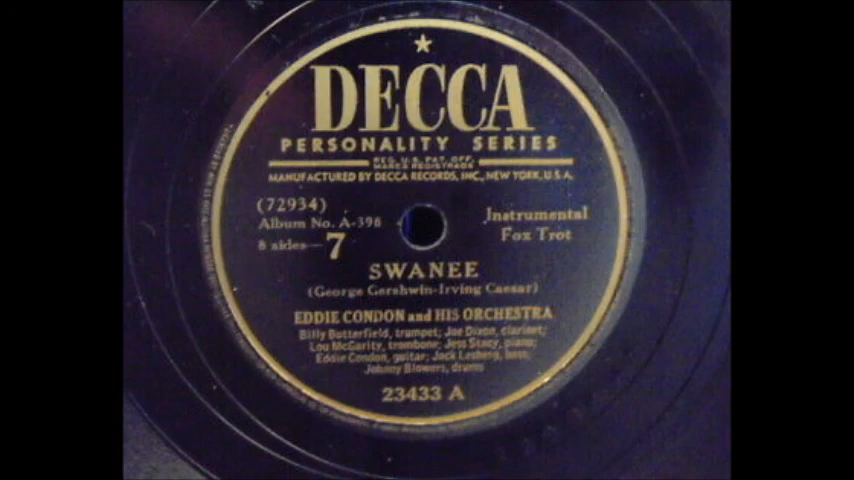 DECCA
PERSONALITY SERIES
REG. U.S. PAT. OFF.
MARCA REGISTRADA
MANUFACTURED BY DECCA RECORDS, INC., NEW YORK, U.S.A.
(72934)
Album No. A-396
8 sides—7
Instrumental
Fox Trot
SWANEE
(George Gershwin-Irving Caesar)
EDDIE CONDON and HIS ORCHESTRA
Billy Butterfield, trumpet; Joe Dixon, clarinet;
Lou McGarity, trombone; Jess Stacy, piano;
Eddie Condon, guitar; Jack Lesberg, bass;
Johnny Blowers, drums
23433 A